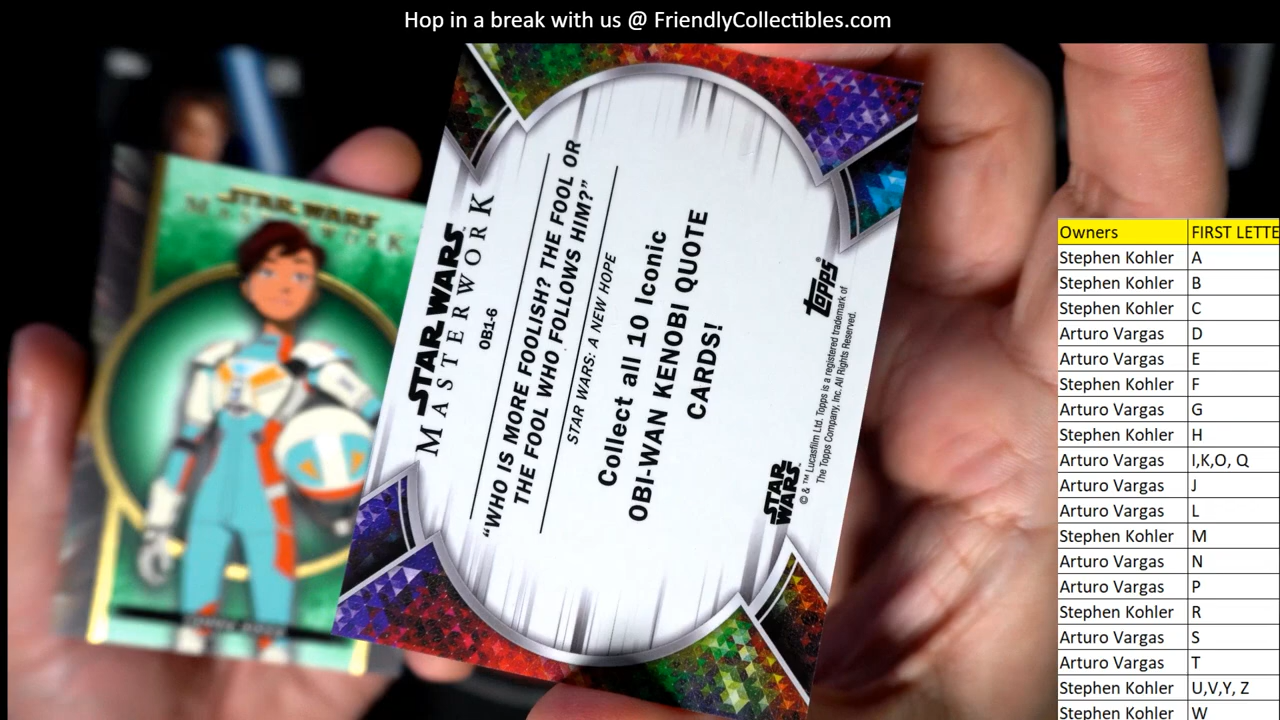 Hop in a break with us @ FriendlyCollectibles.com
STAR WARS
MASTERWORK
STAR WARS
MASTERWORK
OB1-6
“WHO IS MORE FOOLISH? THE FOOL OR
THE FOOL WHO FOLLOWS HIM?”
STAR WARS: A NEW HOPE
Collect all 10 Iconic
OBI-WAN KENOBI QUOTE
CARDS!
topps®
STAR
WARS
© & ™ Lucasfilm Ltd. Topps is a registered trademark of
The Topps Company, Inc. All Rights Reserved.
Owners FIRST LETTE
Stephen Kohler A
Stephen Kohler B
Stephen Kohler C
Arturo Vargas D
Arturo Vargas E
Stephen Kohler F
Arturo Vargas G
Stephen Kohler H
Arturo Vargas I,K,O, Q
Arturo Vargas J
Arturo Vargas L
Stephen Kohler M
Arturo Vargas N
Arturo Vargas P
Stephen Kohler R
Arturo Vargas S
Arturo Vargas T
Stephen Kohler U,V,Y, Z
Stephen Kohler W